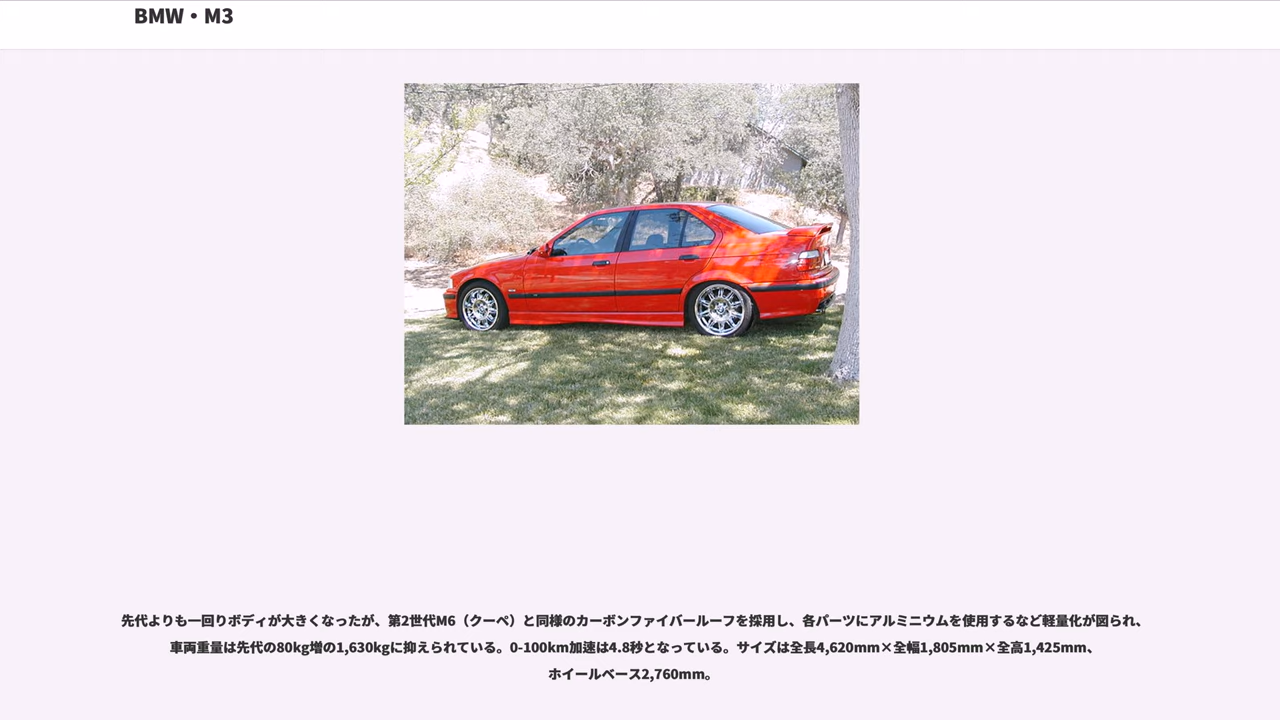 BMW・M3
先代よりも一回りボディが大きくなったが、第2世代M6（クーペ）と同様のカーボンファイバールーフを採用し、各パーツにアルミニウムを使用するなど軽量化が図られ、
車両重量は先代の80kg増の1,630kgに抑えられている。0-100km加速は4.8秒となっている。サイズは全長4,620mm×全幅1,805mm×全高1,425mm、
ホイールベース2,760mm。